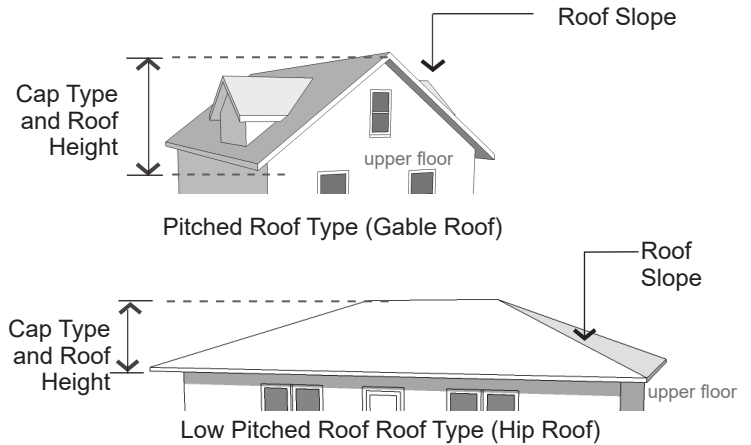 Roof Slope
Cap Type
and Roof
Height
upper floor
Pitched Roof Type (Gable Roof)
Roof
Slope
Cap Type
and Roof
Height
upper floor
Low Pitched Roof Roof Type (Hip Roof)